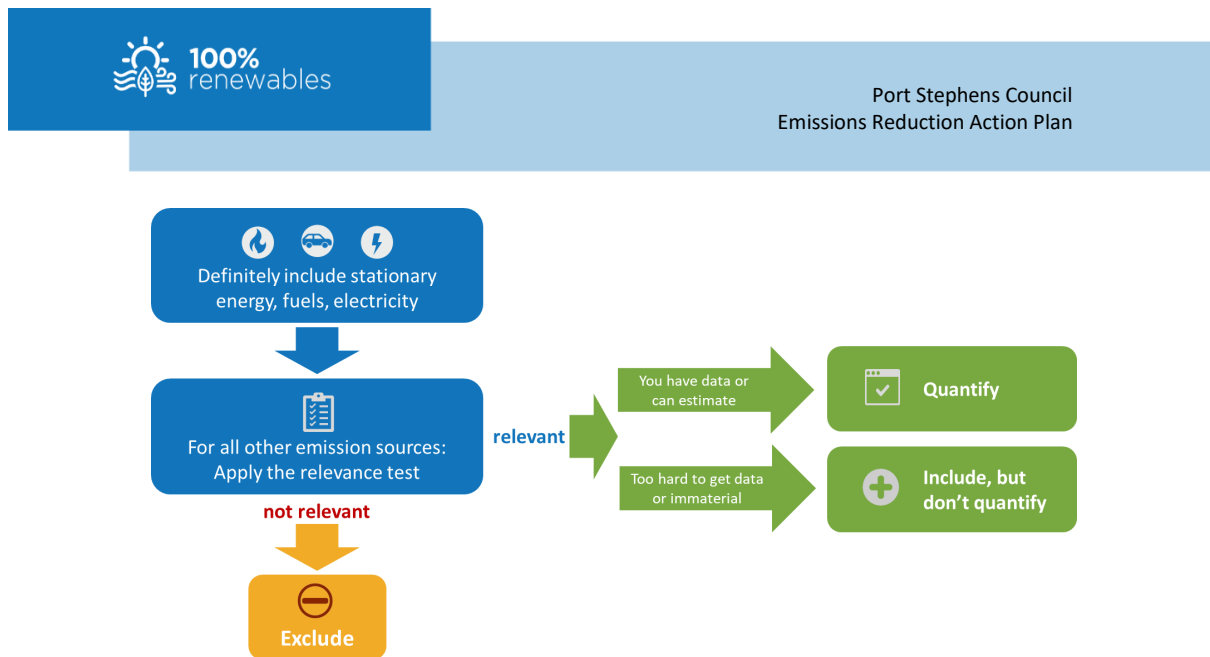 100%
renewables
Port Stephens Council
Emissions Reduction Action Plan
Definitely include stationary
energy, fuels, electricity
For all other emission sources:
Apply the relevance test
relevant
You have data or
can estimate
Quantify
Too hard to get data
or immaterial
Include, but
don’t quantify
not relevant
Exclude